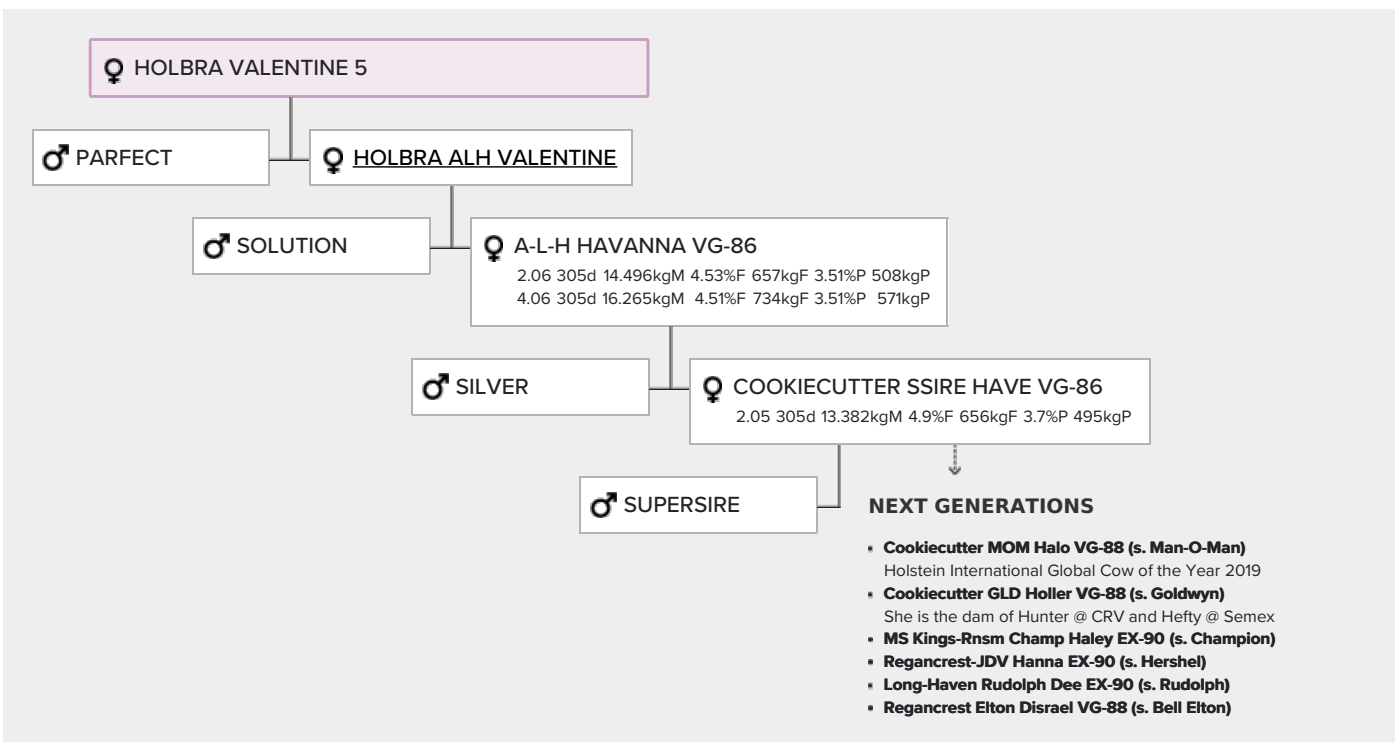 HOLBRA VALENTINE 5
PARFECT
HOLBRA ALH VALENTINE
SOLUTION
A-L-H HAVANNA VG-86
2.06 305d 14.496kgM 4.53%F 657kgF 3.51%P 508kgP
4.06 305d 16.265kgM 4.51%F 734kgF 3.51%P 571kgP
SILVER
COOKIECUTTER SSIRE HAVE VG-86
2.05 305d 13.382kgM 4.9%F 656kgF 3.7%P 495kgP
SUPERSIRE
NEXT GENERATIONS
Cookiecutter MOM Halo VG-88 (s. Man-O-Man)
Holstein International Global Cow of the Year 2019
Cookiecutter GLD Holler VG-88 (s. Goldwyn)
She is the dam of Hunter @ CRV and Hefty @ Semex
MS Kings-Rnsm Champ Haley EX-90 (s. Champion)
Regancrest-JDV Hanna EX-90 (s. Hershel)
Long-Haven Rudolph Dee EX-90 (s. Rudolph)
Regancrest Elton Disrael VG-88 (s. Bell Elton)